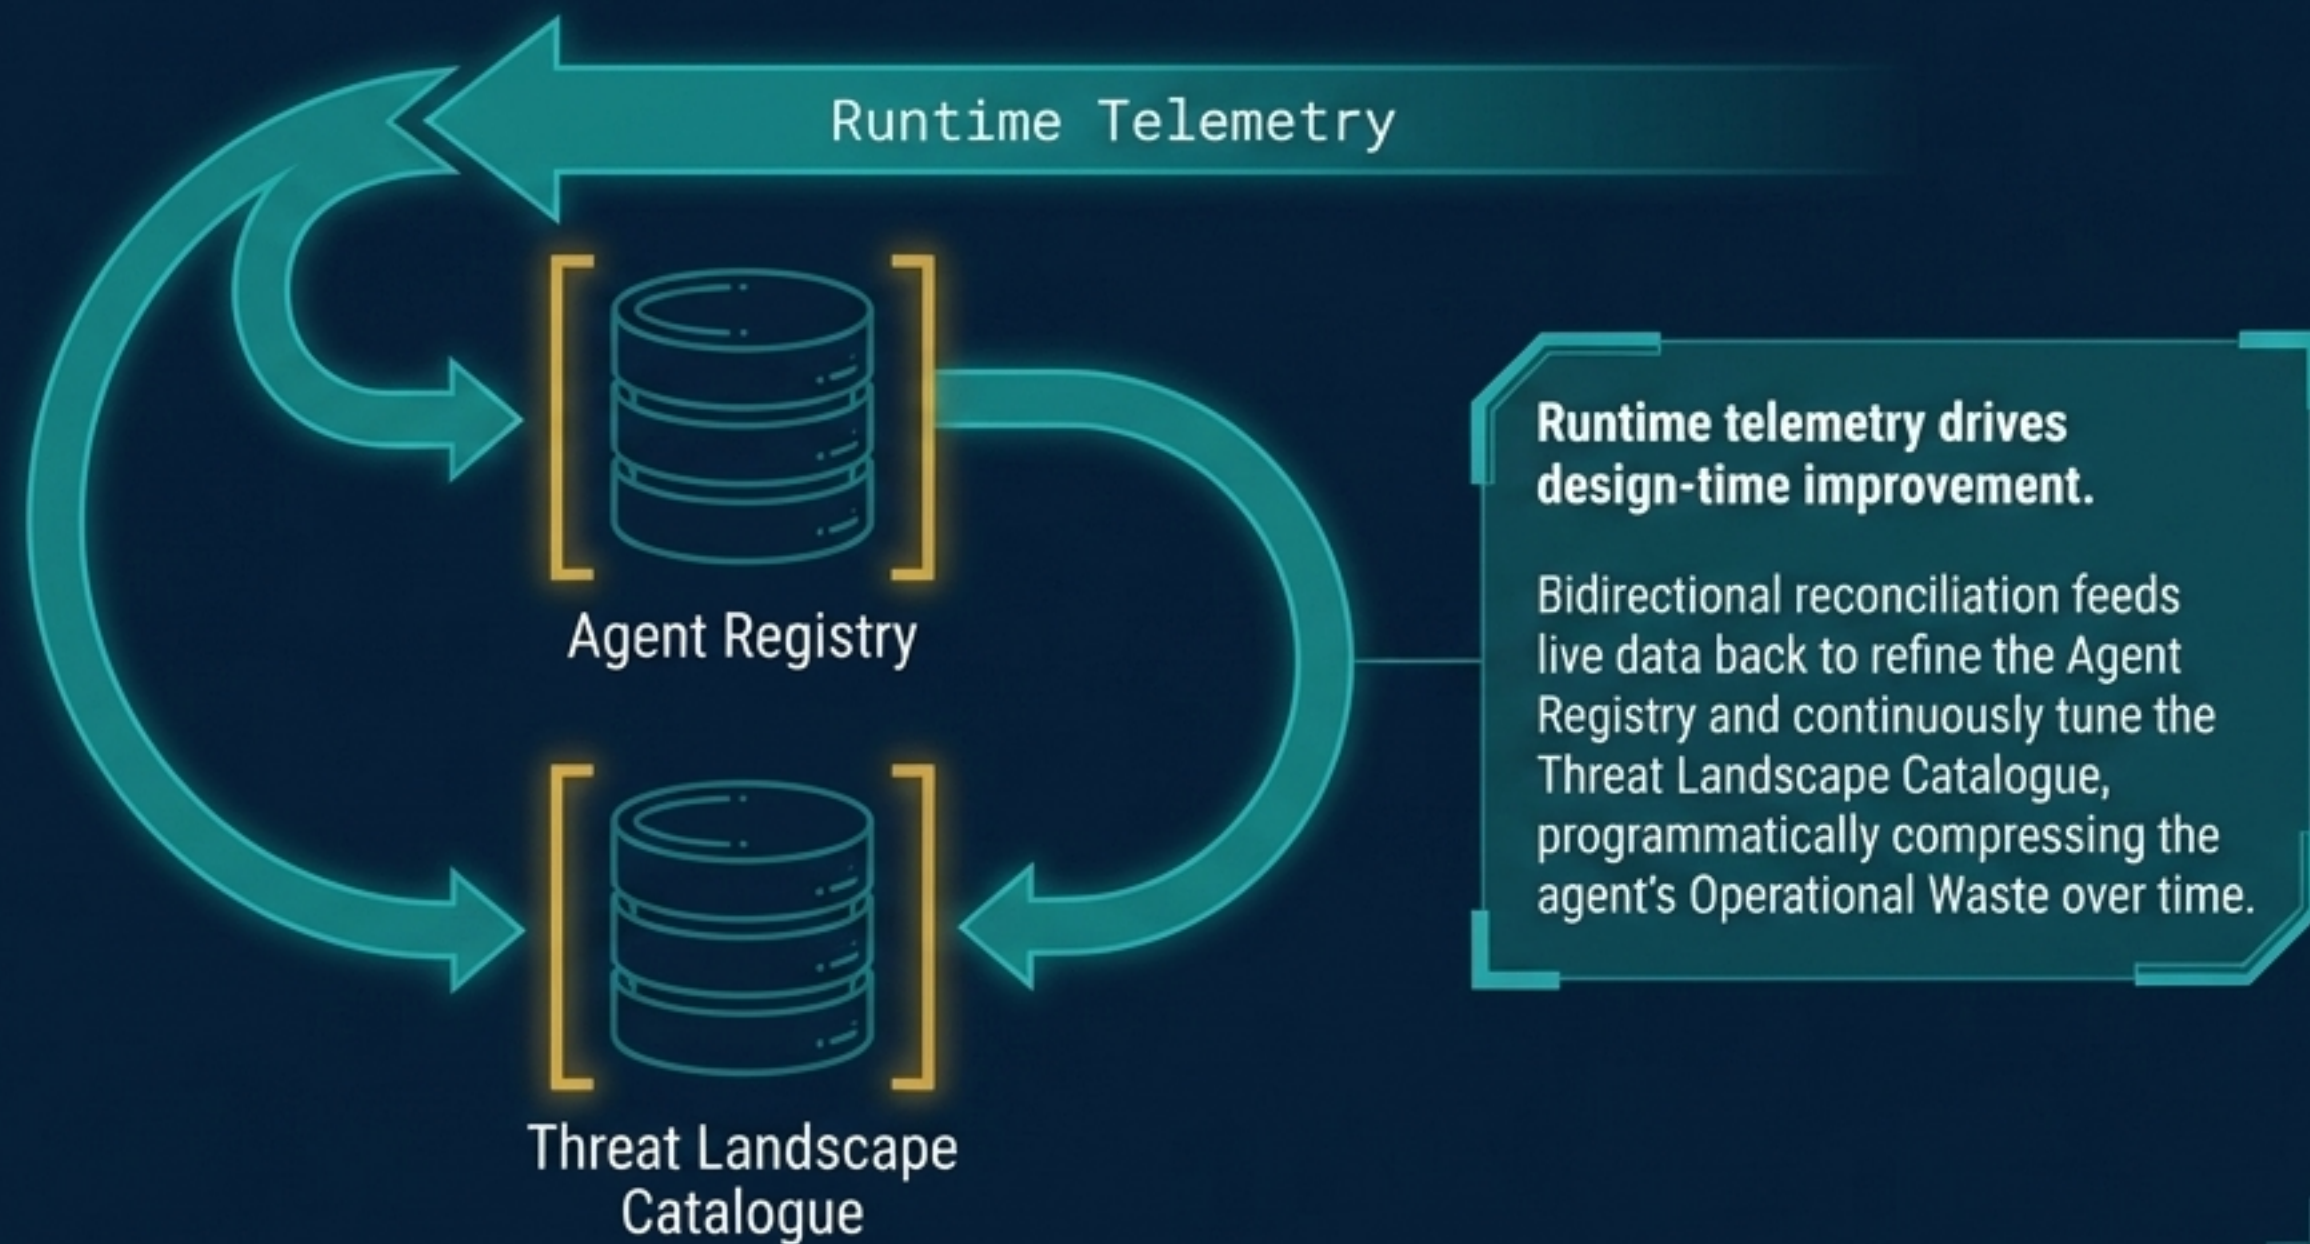 Runtime Telemetry
Agent Registry
Threat Landscape
Catalogue
Runtime telemetry drives
design-time improvement.
Bidirectional reconciliation feeds
live data back to refine the Agent
Registry and continuously tune the
Threat Landscape Catalogue,
programmatically compressing the
agent's Operational Waste over time.